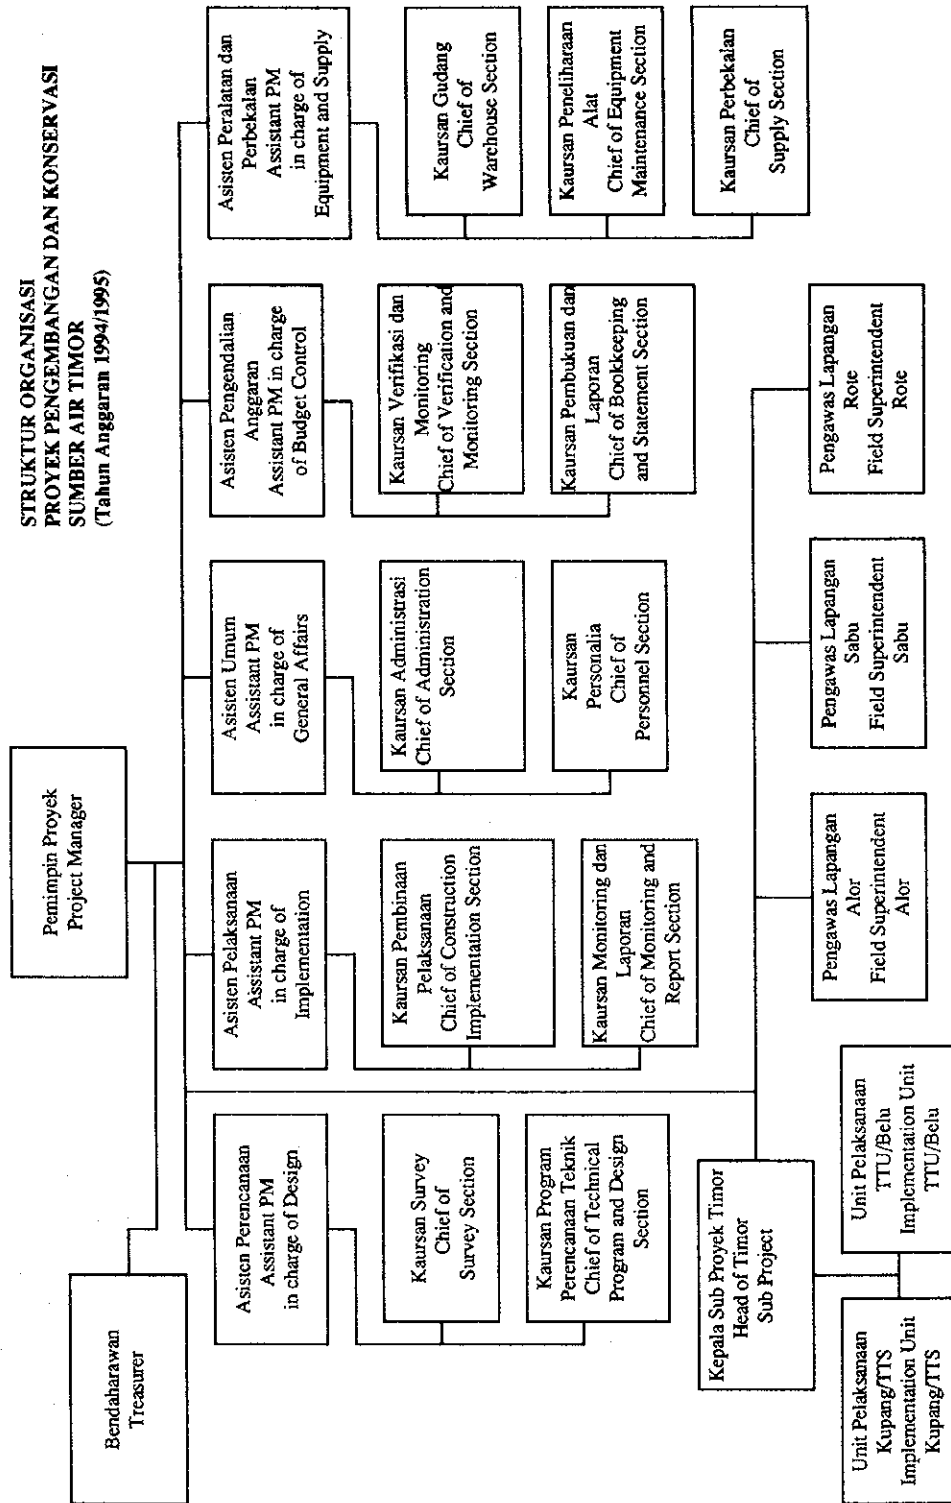 STRUKTUR ORGANISASI
PROYEK PENGEMBANGAN DAN KONSERVASI
SUMBER AIR TIMOR
(Tahun Anggaran 1994/1995)
Pemimpin Proyek
Project Manager
Bendaharawan
Treasurer
Asisten Perencanaan
Assistant PM
in charge of Design
Kaursan Survey
Chief of
Survey Section
Kaursan Program
Perencanan Teknik
Chief of Technical
Program and Design
Section
Asisten Pelaksanaan
Assistant PM
in charge of
Implementation
Kaursan Pembinaan
Pelaksanaan
Chief of Construction
Implementation Section
Kaursan Monitoring dan
Laporan
Chief of Monitoring and
Report Section
Asisten Umum
Assistant PM
in charge of
General Affairs
Kaursan Administrasi
Chief of Administration
Section
Kaursan
Personalia
Chief of
Personnel Section
Asisten Pengendalian
Anggaran
Assistant PM in charge
of Budget Control
Kaursan Verifikasi dan
Monitoring
Chief of Verification and
Monitoring Section
Kaursan Pembukuan dan
Laporan
Chief of Bookkeeping
and Statement Section
Asisten Peralatan dan
Perbekalan
Assistant PM
in charge of
Equipment and Supply
Kaursan Gudang
Chief of
Warchouse Section
Kaursan Peneliharaan
Alat
Chief of Equipment
Maintenance Section
Kaursan Perbekalan
Chief of
Supply Section
Kepala Sub Proyek Timor
Head of Timor
Sub Project
Unit Pelaksanaan
Kupang/TTS
Implementation Unit
Kupang/TTS
Unit Pelaksanaan
TTU/Belu
Implementation Unit
TTU/Belu
Pengawas Lapangan
Alor
Field Superintendent
Alor
Pengawas Lapangan
Sabu
Field Superintendent
Sabu
Pengawas Lapangan
Rote
Field Superintendent
Rote